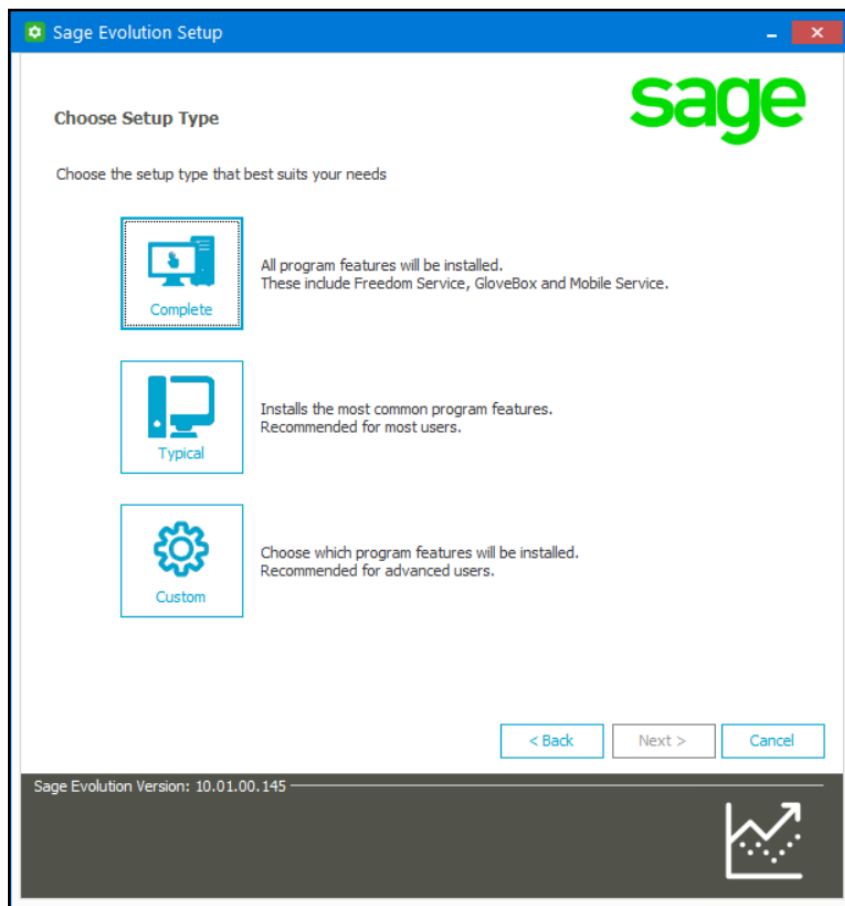 Sage Evolution Setup
sage
Choose Setup Type
Choose the setup type that best suits your needs
Complete
All program features will be installed.
These include Freedom Service, GloveBox and Mobile Service.
Typical
Installs the most common program features.
Recommended for most users.
Custom
Choose which program features will be installed.
Recommended for advanced users.
< Back
Next >
Cancel
Sage Evolution Version: 10.01.00.145